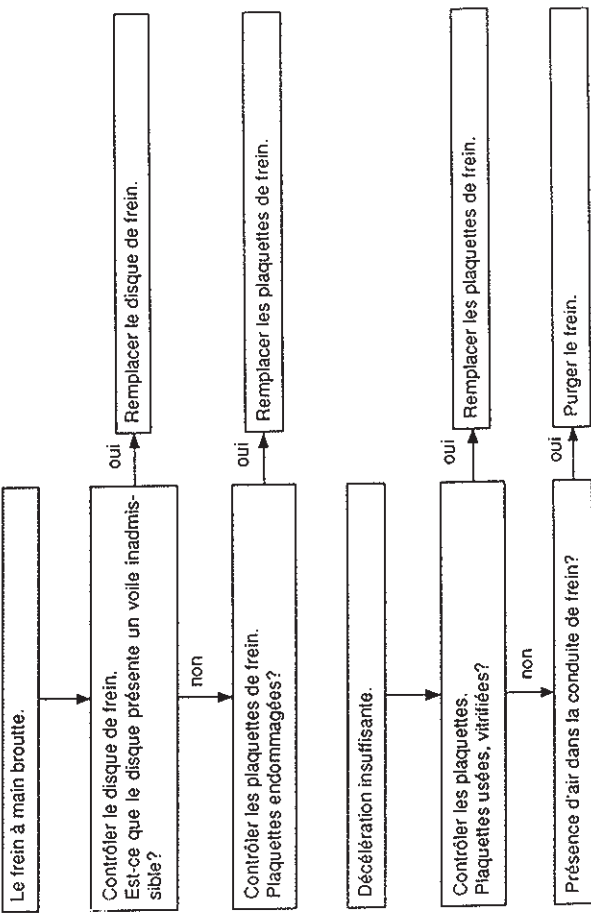 Le frein à main broutte.
Contrôler le disque de frein.
Est-ce que le disque présente un voile inadmis-
sible?
oui
Remplacer le disque de frein.
non
Contrôler les plaquettes de frein.
Plaquettes endommagées?
oui
Remplacer les plaquettes de frein.
Décélération insuffisante.
Contrôler les plaquettes.
Plaquettes usées, vitrifiées?
oui
Remplacer les plaquettes de frein.
non
Présence d'air dans la conduite de frein?
oui
Purger le frein.